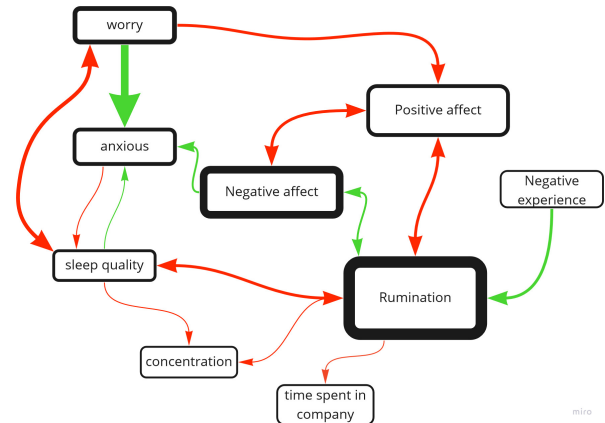 worry
Positive affect
anxious
Negative affect
Negative
experience
sleep quality
Rumination
concentration
time spent in
company
miro